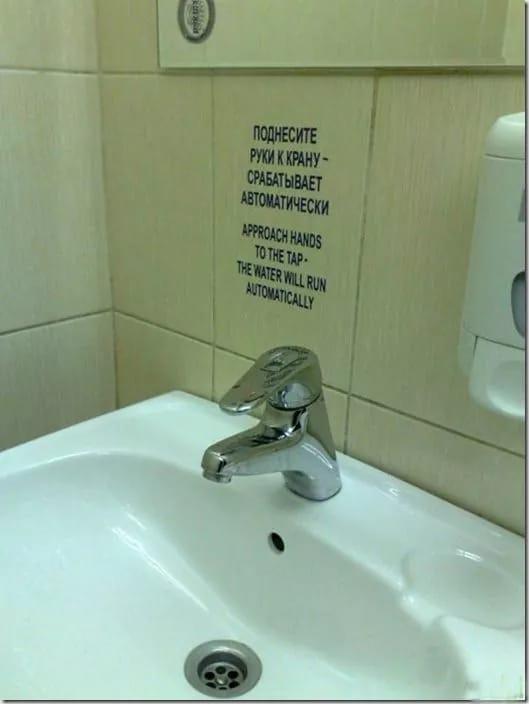 ПОДНЕСИТЕ
РУКИ К КРАНУ -
СРАБАТЫВАЕТ
АВТОМАТИЧЕСКИ
APPROACH HANDS
TO THE TAP -
THE WATER WILL RUN
AUTOMATICALLY